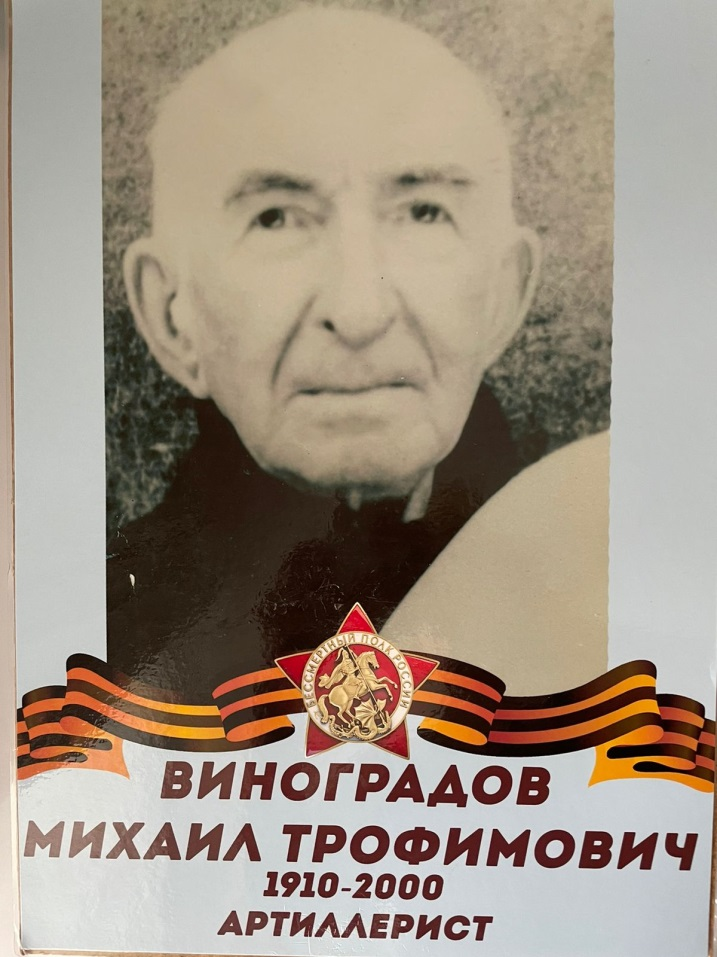 БЕССМЕРТНЫЙ ПОЛК РОССИИ
ВИНОГРАДОВ
МИХАИЛ ТРОФИМОВИЧ
1910-2000
АРТИЛЛЕРИСТ